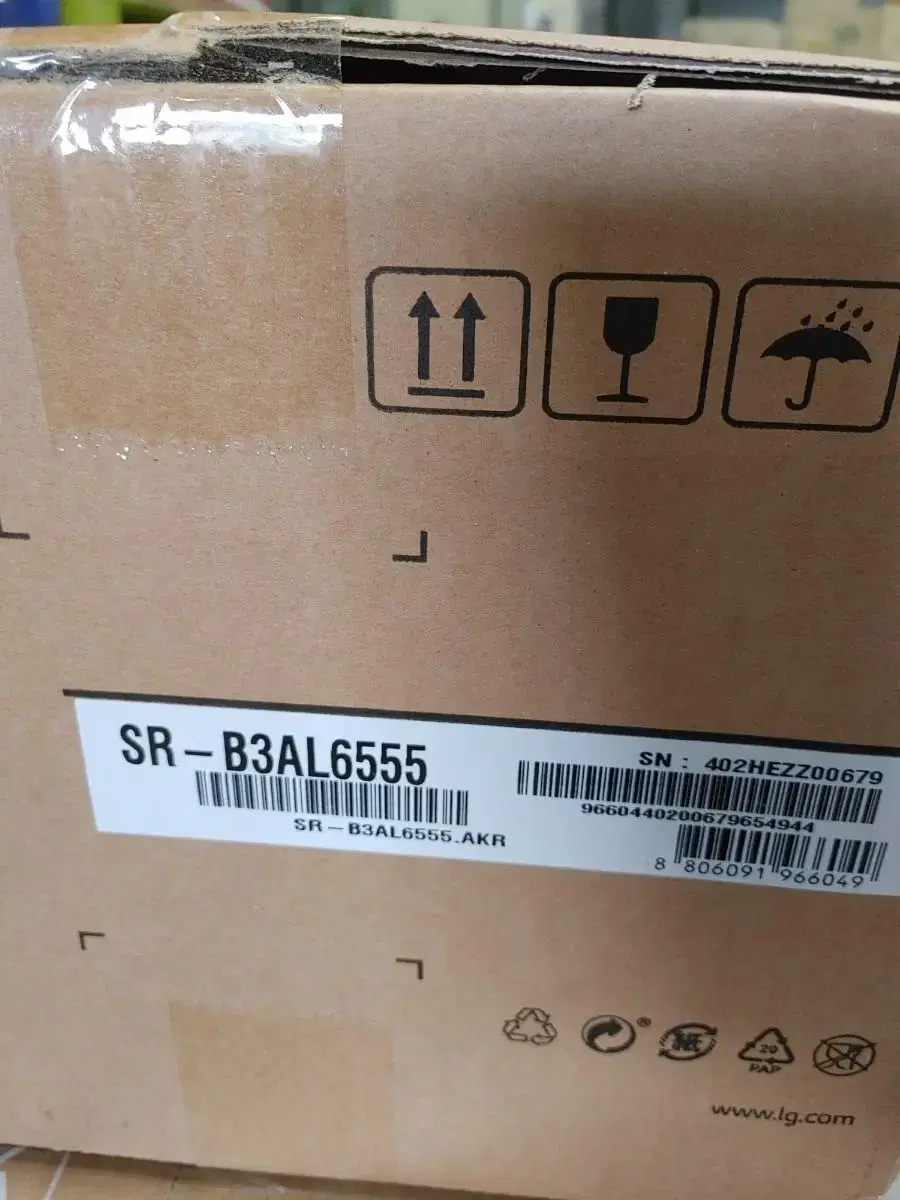 SR-B3AL6555
SR-B3AL6555.AKR
SN : 402HEZZ00679
9660440200679654944
8 806091 966049
20
PAP
www.lg.com